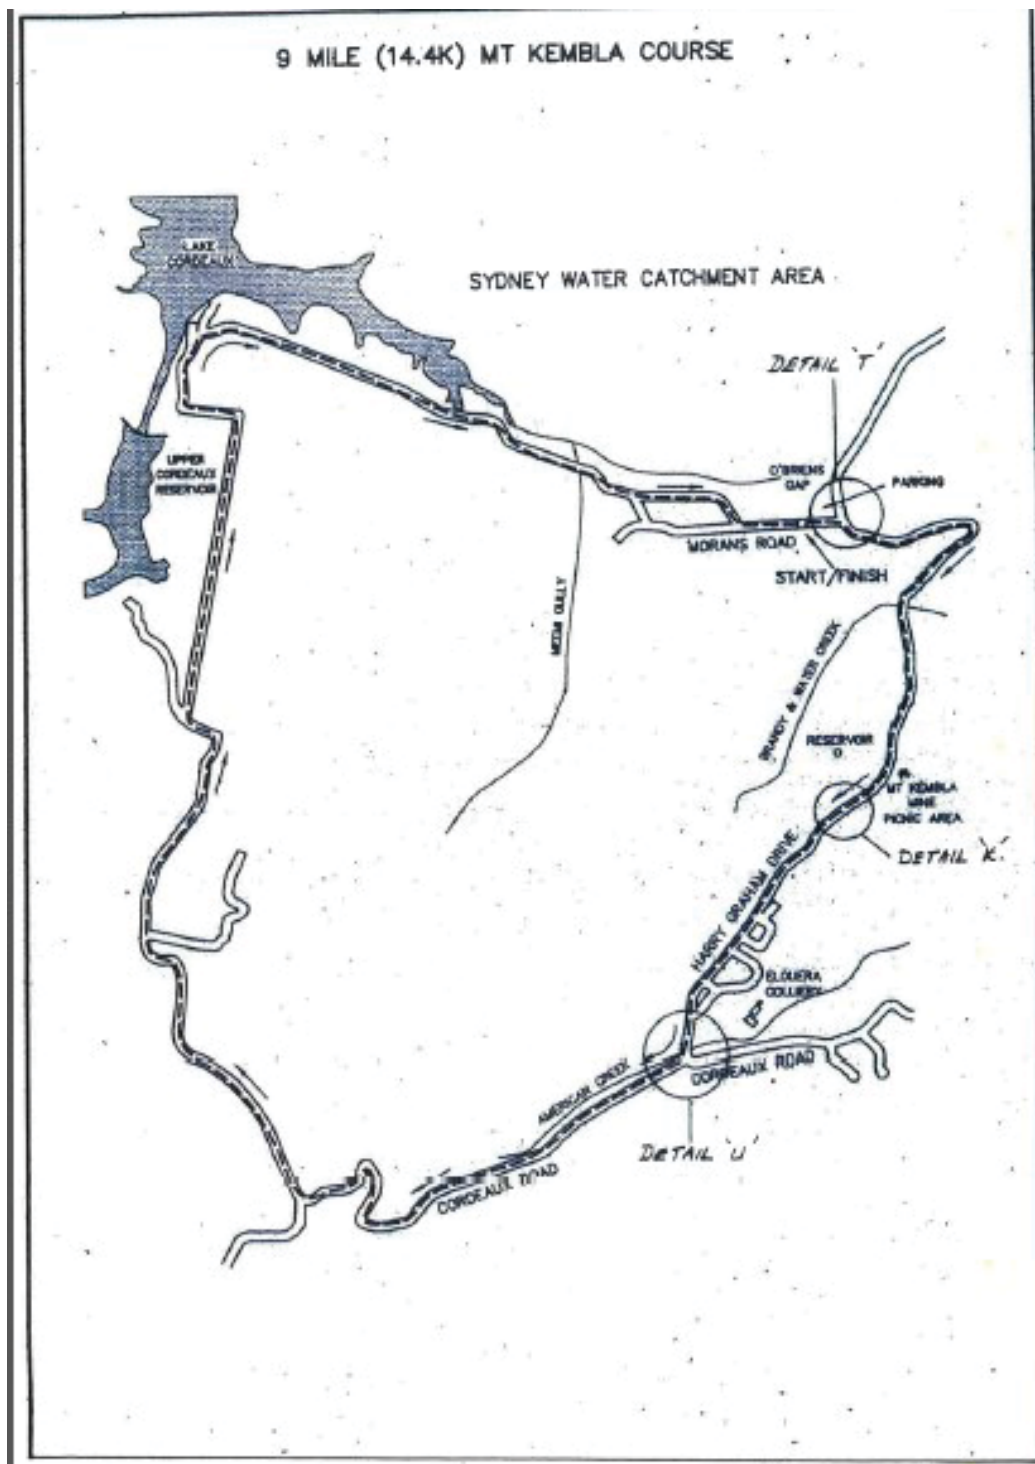 9 MILE (14.4K) MT KEMBLA COURSE
LAKE
CORDEAUX
SYDNEY WATER CATCHMENT AREA
DETAIL 'T'
UPPER
CORDEAUX
RESERVOIR
O'BRIENS
GAP
PARKING
MORANS ROAD
START/FINISH
GULLY
BRANDY & WATER CREEK
RESERVOIR
MT KEMBLA
MINE
PICNIC AREA
DETAIL 'K'
HARRY GRAHAM DRIVE
ELOUERA
COLLIERY
AMERICAN CREEK
CORDEAUX ROAD
DETAIL 'U'
CORDEAUX ROAD